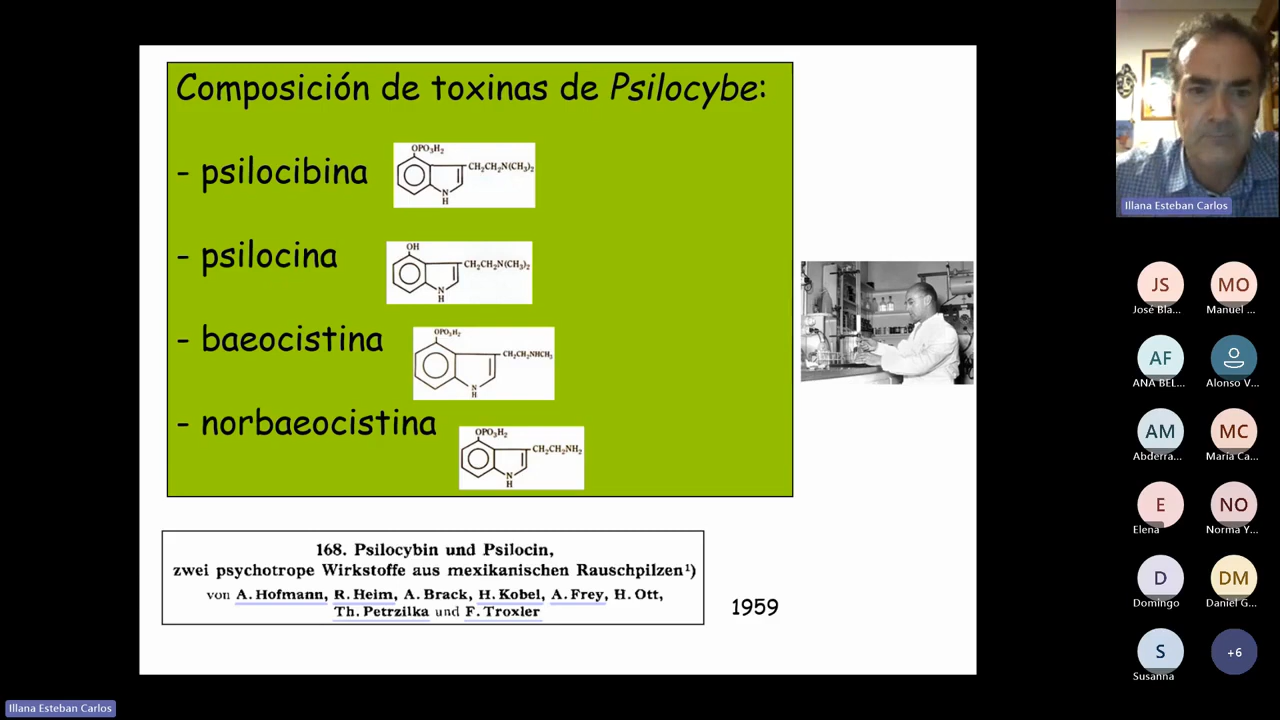 Composición de toxinas de Psilocybe:
- psilocibina
OPO₃H₂
CH₂CH₂N(CH₃)₂
N
H
- psilocina
OH
CH₂CH₂N(CH₃)₂
N
H
- baeocistina
OPO₃H₂
CH₂CH₂NHCH₃
N
H
- norbaeocistina
OPO₃H₂
CH₂CH₂NH₂
N
H
168. Psilocybin und Psilocin,
zwei psychotrope Wirkstoffe aus mexikanischen Rauschpilzen¹)
von A. Hofmann, R. Heim, A. Brack, H. Kobel, A. Frey, H. Ott,
Th. Petrzilka und F. Troxler
1959
Illana Esteban Carlos
JS
José Bla...
MO
Manuel ...
AF
ANA BEL...
Alonso V...
AM
Abderra...
MC
María Ca...
E
Elena
NO
Norma Y...
D
Domingo
DM
Daniel G...
S
Susanna
+6
Illana Esteban Carlos